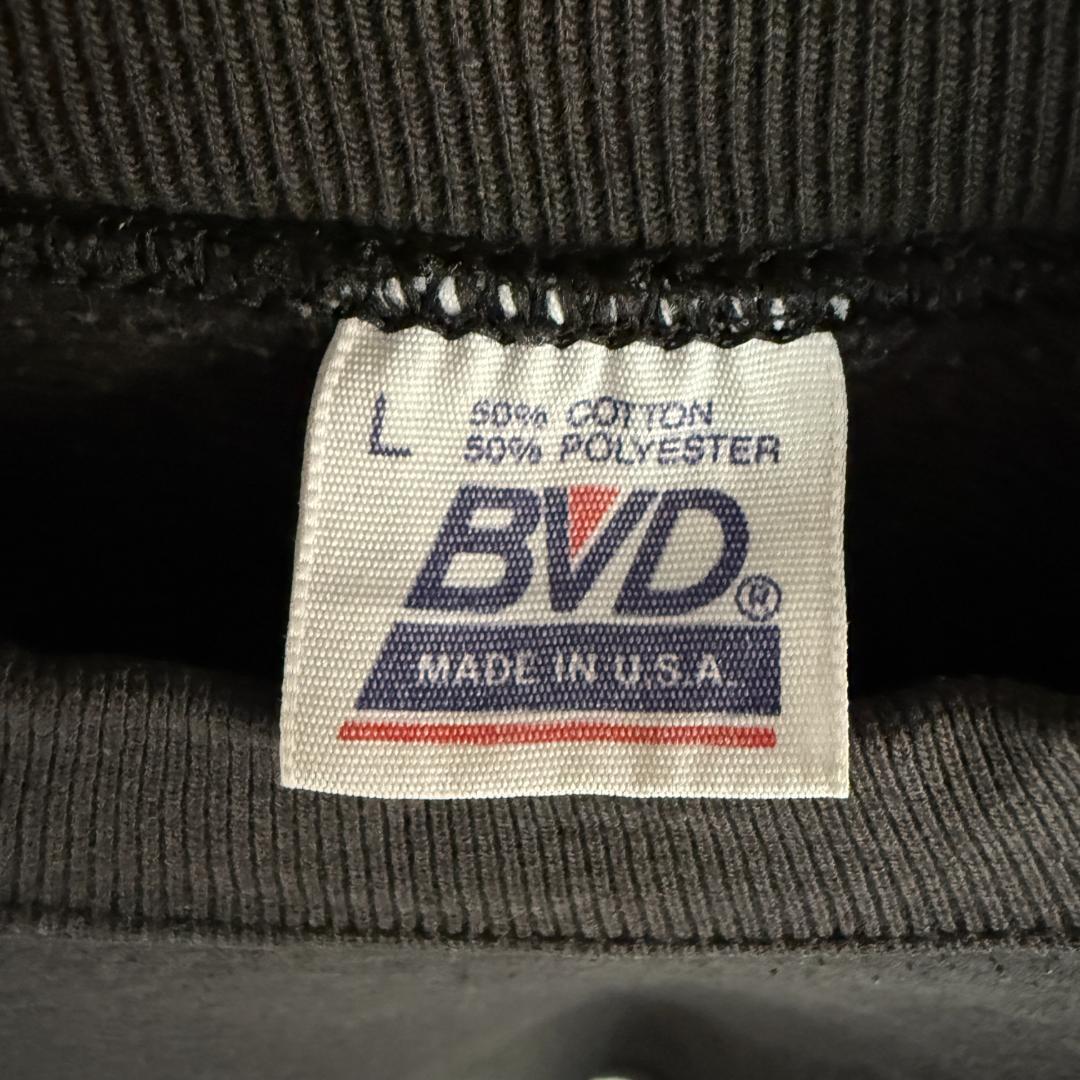 L
50% COTTON
50% POLYESTER
BVD®
MADE IN U.S.A.